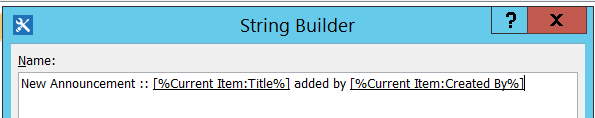 String Builder
? X
Name:
New Announcement :: [%Current Item:Title%] added by [%Current Item:Created By%]